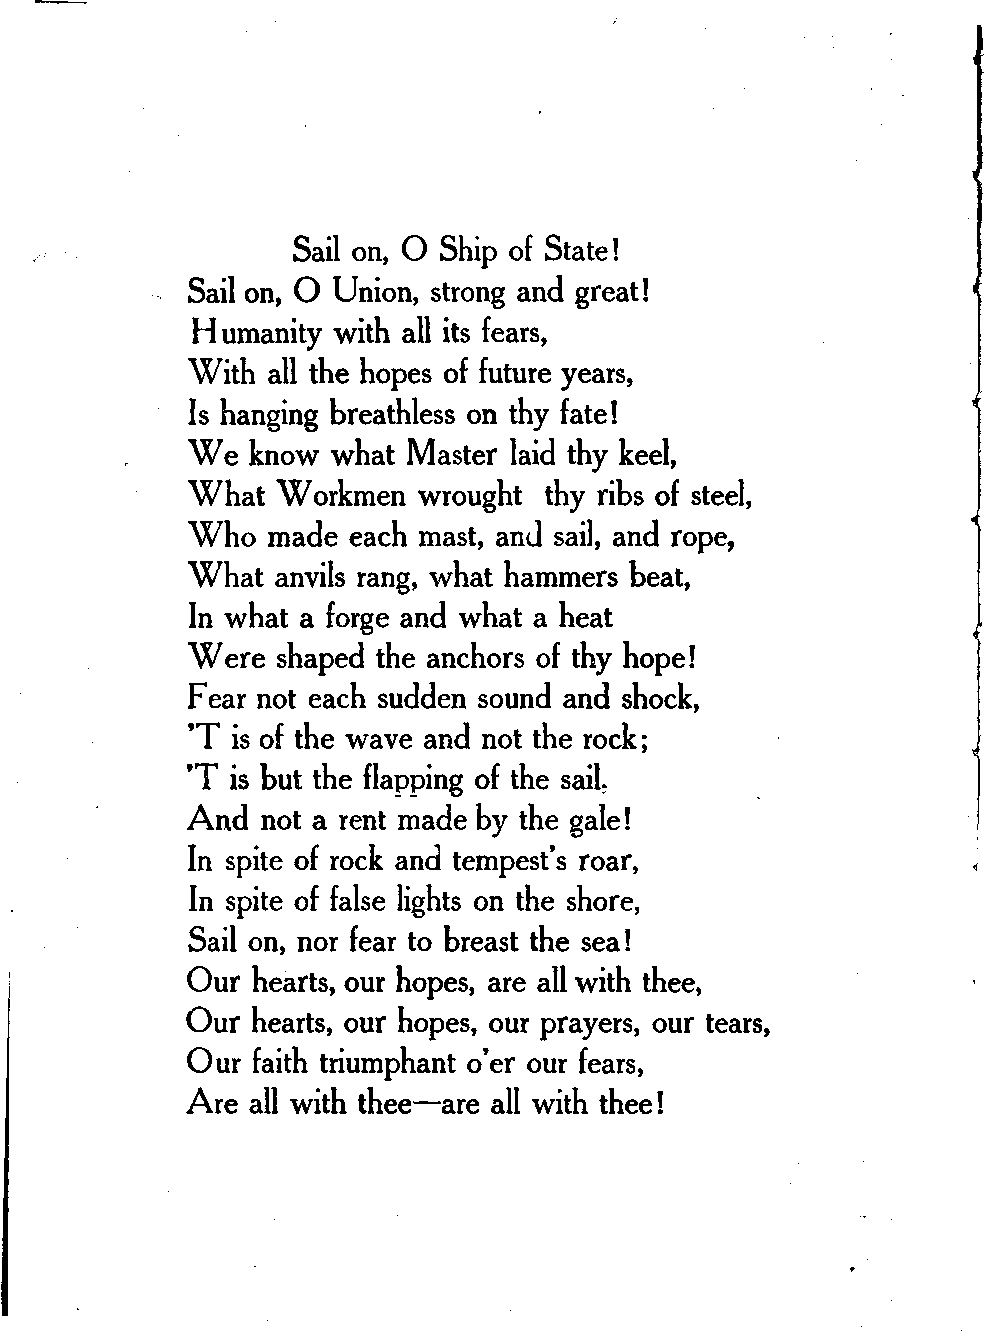 Sail on, O Ship of State!
Sail on, O Union, strong and great!
Humanity with all its fears,
With all the hopes of future years,
Is hanging breathless on thy fate!
We know what Master laid thy keel,
What Workmen wrought thy ribs of steel,
Who made each mast, and sail, and rope,
What anvils rang, what hammers beat,
In what a forge and what a heat
Were shaped the anchors of thy hope!
Fear not each sudden sound and shock,
'T is of the wave and not the rock;
'T is but the flapping of the sail,
And not a rent made by the gale!
In spite of rock and tempest's roar,
In spite of false lights on the shore,
Sail on, nor fear to breast the sea!
Our hearts, our hopes, are all with thee,
Our hearts, our hopes, our prayers, our tears,
Our faith triumphant o'er our fears,
Are all with thee—are all with thee!